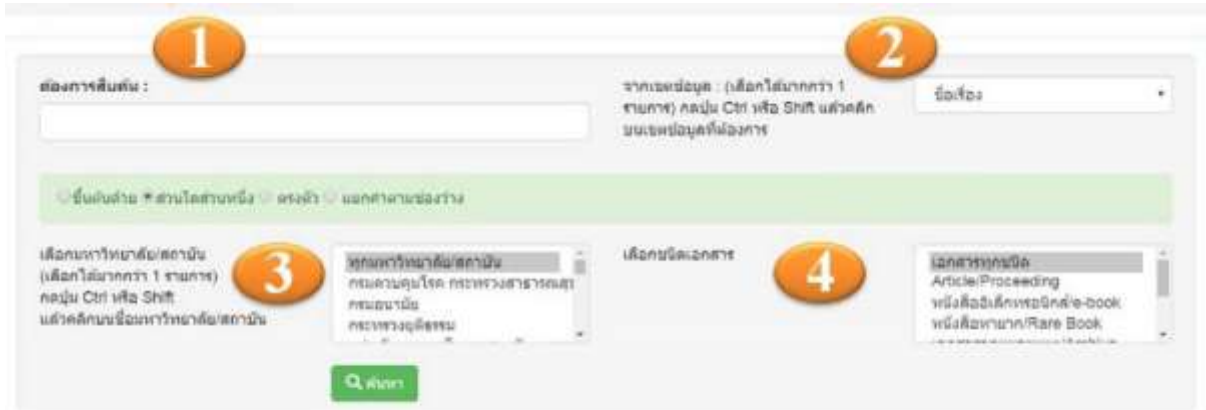 1
2
ต้องการสืบค้น :
จากเขตข้อมูล : (เลือกได้มากกว่า 1
รายการ) กดปุ่ม Ctrl หรือ Shift แล้วคลิก
บนเขตข้อมูลที่ต้องการ
ชื่อเรื่อง
ขึ้นต้นด้วย ส่วนใดส่วนหนึ่ง ตรงตัว แยกคำตามช่องว่าง
เลือกมหาวิทยาลัย/สถาบัน
(เลือกได้มากกว่า 1 รายการ)
กดปุ่ม Ctrl หรือ Shift
แล้วคลิกบนชื่อมหาวิทยาลัย/สถาบัน
3
ทุกมหาวิทยาลัย/สถาบัน
กรมควบคุมโรค กระทรวงสาธารณสุ
กรมอนามัย
กระทรวงยุติธรรม
เลือกชนิดเอกสาร
4
เอกสารทุกชนิด
Article/Proceeding
หนังสืออิเล็กทรอนิกส์/e-book
หนังสือหายาก/Rare Book
ค้นหา